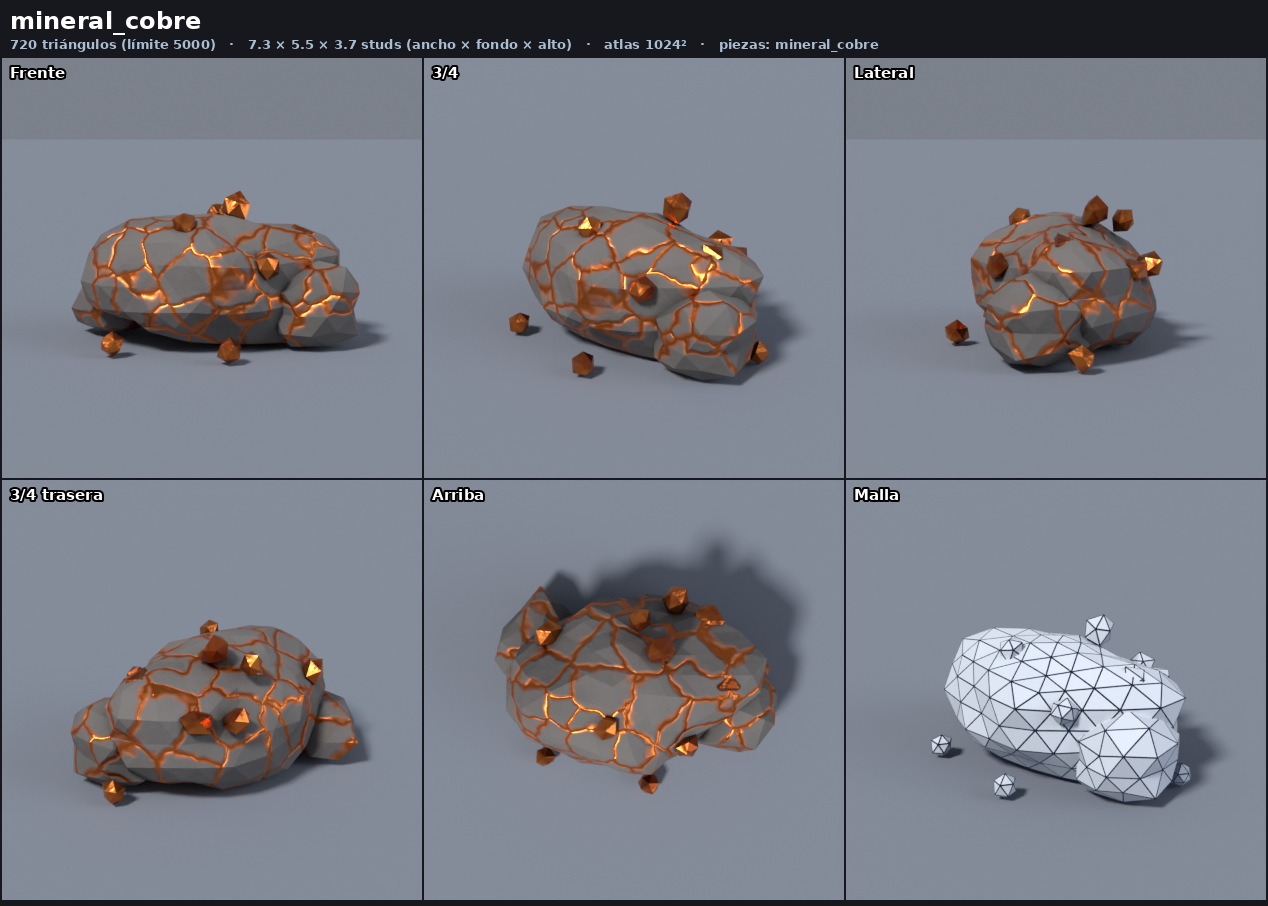 mineral_cobre
720 triángulos (límite 5000) · 7.3 × 5.5 × 3.7 studs (ancho × fondo × alto) · atlas 1024² · piezas: mineral_cobre
Frente
3/4
Lateral
3/4 trasera
Arriba
Malla